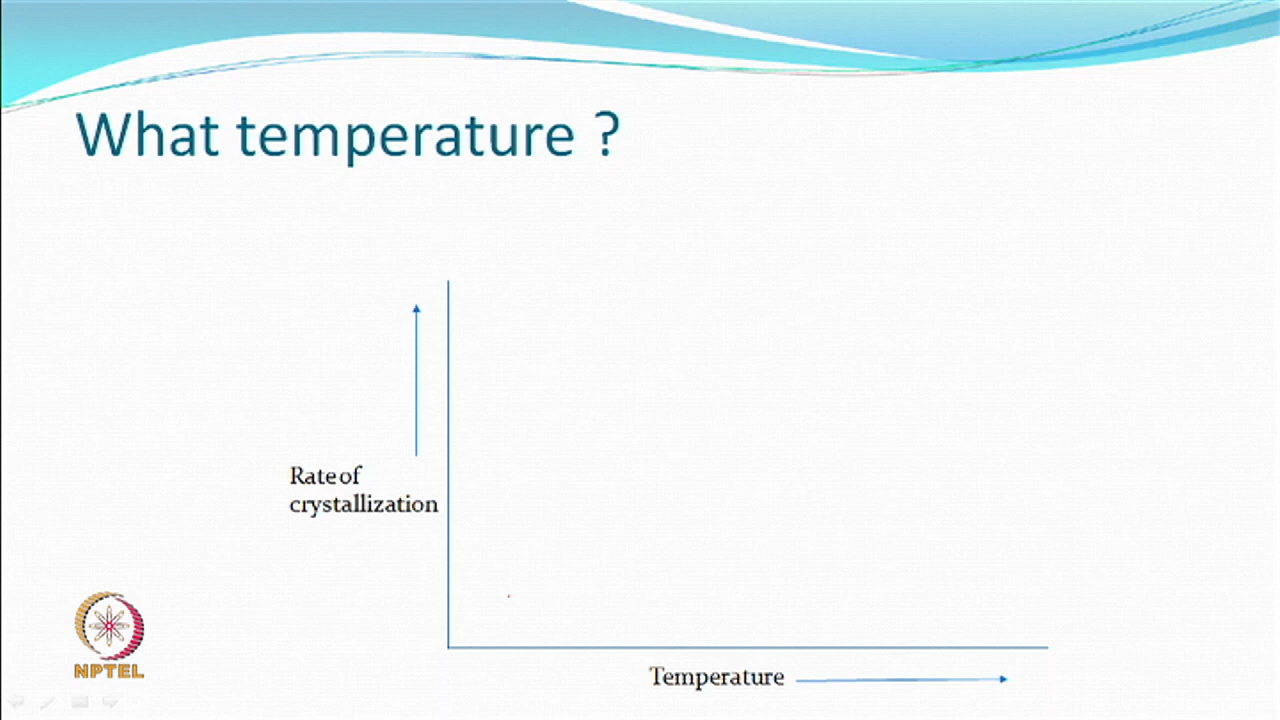 What temperature ?
Rate of
crystallization
Temperature
NPTEL